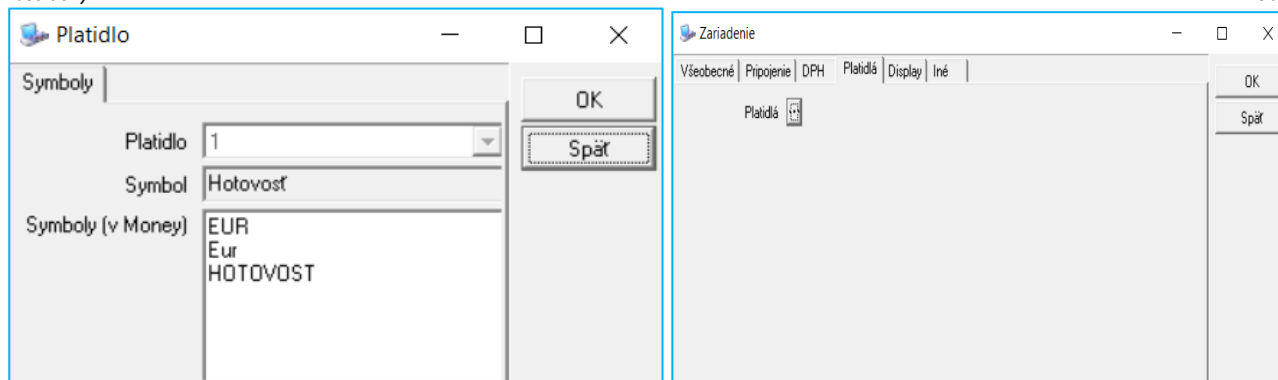 Platidlo
Symboly
OK
Späť
Platidlo 1
Symbol Hotovosť
Symboly (v Money) EUR
Eur
HOTOVOST
Zariadenie
Všeobecné Pripojenie DPH Platidlá Display Iné
OK
Späť
Platidlá